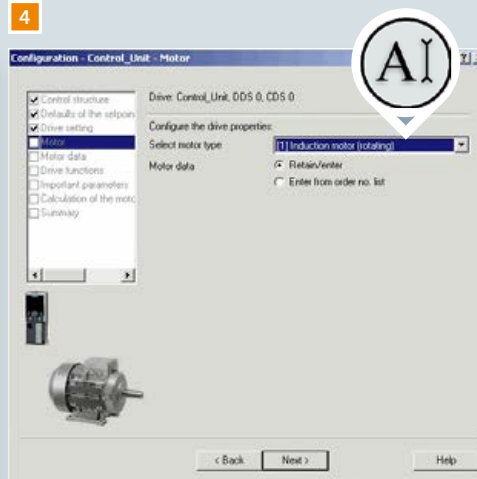 4
Configuration - Control_Unit - Motor
AI
Control structure
Defaults of the setpoin
Drive setting
Motor
Motor data
Drive functions
Important parameters
Calculation of the moto
Summary
Drive: Control_Unit, DDS 0, CDS 0
Configure the drive properties:
Select motor type
[1] Induction motor (rotating)
Motor data
Retain/enter
Enter from order no. list
< Back
Next >
Help